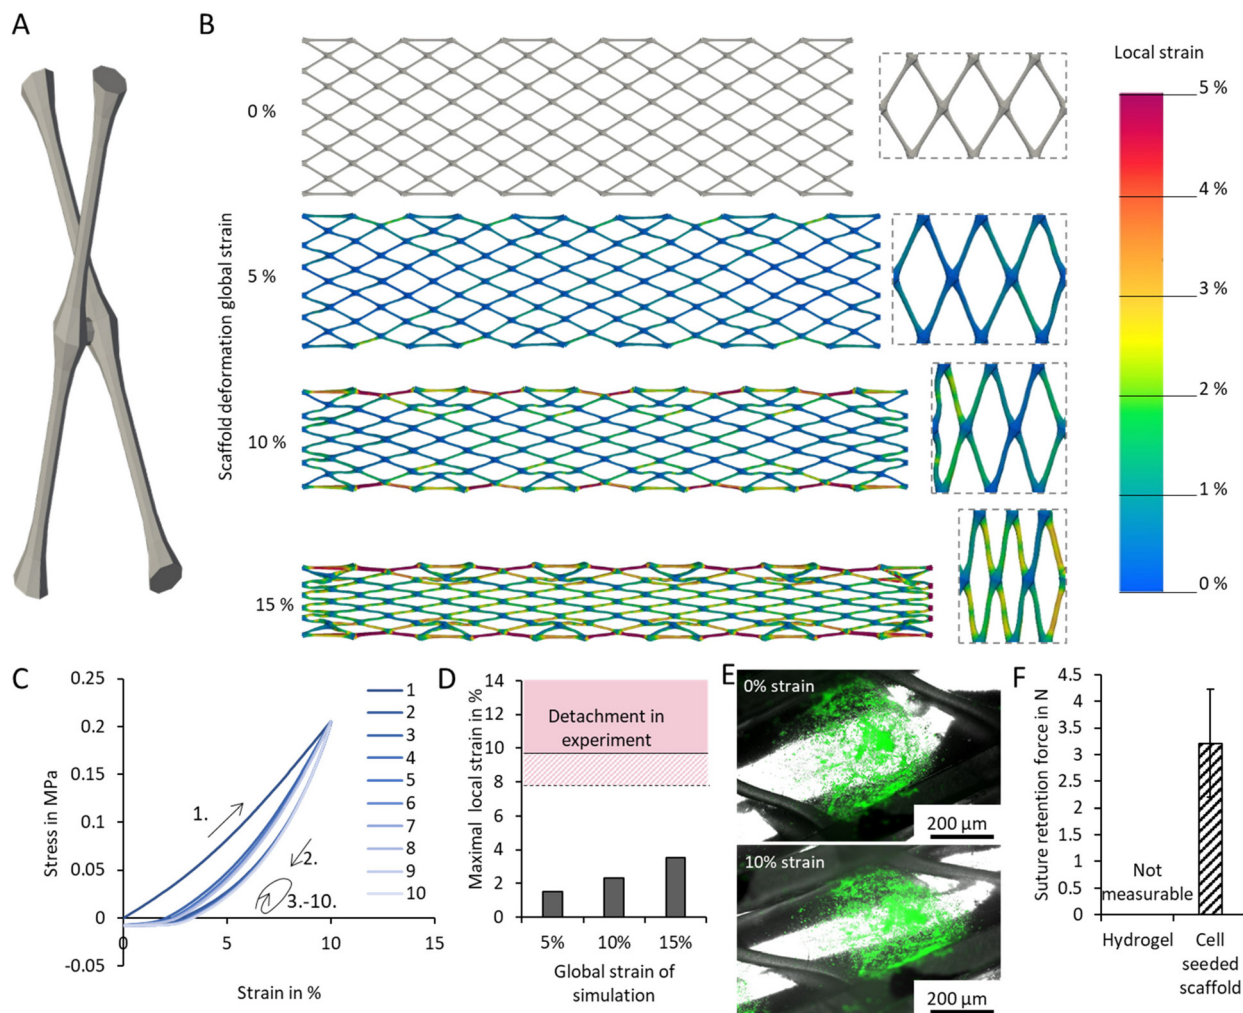 A
B
Scaffold deformation global strain
0 %
5 %
10 %
15 %
Local strain
5 %
4 %
3 %
2 %
1 %
0 %
C
Stress in MPa
0.25
0.2
0.15
0.1
0.05
0
-0.05
0
5
10
15
Strain in %
1.
2.
3.-10.
1
2
3
4
5
6
7
8
9
10
D
Maximal local strain in %
14
12
10
8
6
4
2
0
Detachment in
experiment
5%
10%
15%
Global strain of
simulation
E
0% strain
200 µm
10% strain
200 µm
F
Suture retention force in N
4.5
4
3.5
3
2.5
2
1.5
1
0.5
0
Not
measurable
Hydrogel
Cell
seeded
scaffold